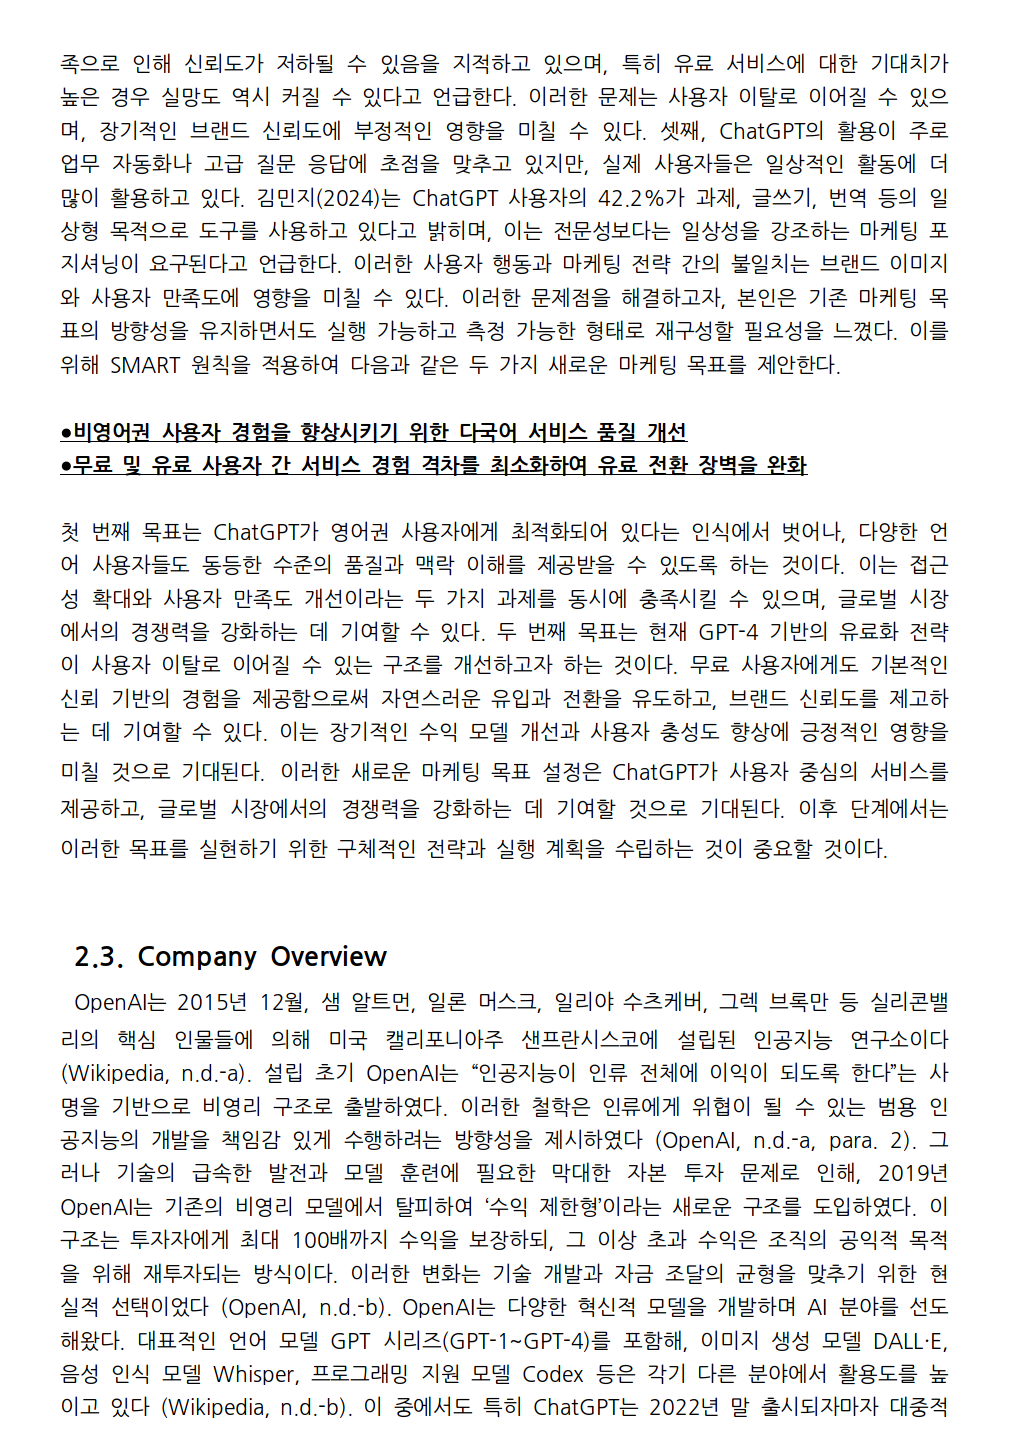 족으로 인해 신뢰도가 저하될 수 있음을 지적하고 있으며, 특히 유료 서비스에 대한 기대치가
높은 경우 실망도 역시 커질 수 있다고 언급한다. 이러한 문제는 사용자 이탈로 이어질 수 있으
며, 장기적인 브랜드 신뢰도에 부정적인 영향을 미칠 수 있다. 셋째, ChatGPT의 활용이 주로
업무 자동화나 고급 질문 응답에 초점을 맞추고 있지만, 실제 사용자들은 일상적인 활동에 더
많이 활용하고 있다. 김민지(2024)는 ChatGPT 사용자의 42.2%가 과제, 글쓰기, 번역 등의 일
상형 목적으로 도구를 사용하고 있다고 밝히며, 이는 전문성보다는 일상성을 강조하는 마케팅 포
지셔닝이 요구된다고 언급한다. 이러한 사용자 행동과 마케팅 전략 간의 불일치는 브랜드 이미지
와 사용자 만족도에 영향을 미칠 수 있다. 이러한 문제점을 해결하고자, 본인은 기존 마케팅 목
표의 방향성을 유지하면서도 실행 가능하고 측정 가능한 형태로 재구성할 필요성을 느꼈다. 이를
위해 SMART 원칙을 적용하여 다음과 같은 두 가지 새로운 마케팅 목표를 제안한다.
●비영어권 사용자 경험을 향상시키기 위한 다국어 서비스 품질 개선
●무료 및 유료 사용자 간 서비스 경험 격차를 최소화하여 유료 전환 장벽을 완화
첫 번째 목표는 ChatGPT가 영어권 사용자에게 최적화되어 있다는 인식에서 벗어나, 다양한 언
어 사용자들도 동등한 수준의 품질과 맥락 이해를 제공받을 수 있도록 하는 것이다. 이는 접근
성 확대와 사용자 만족도 개선이라는 두 가지 과제를 동시에 충족시킬 수 있으며, 글로벌 시장
에서의 경쟁력을 강화하는 데 기여할 수 있다. 두 번째 목표는 현재 GPT-4 기반의 유료화 전략
이 사용자 이탈로 이어질 수 있는 구조를 개선하고자 하는 것이다. 무료 사용자에게도 기본적인
신뢰 기반의 경험을 제공함으로써 자연스러운 유입과 전환을 유도하고, 브랜드 신뢰도를 제고하
는 데 기여할 수 있다. 이는 장기적인 수익 모델 개선과 사용자 충성도 향상에 긍정적인 영향을
미칠 것으로 기대된다. 이러한 새로운 마케팅 목표 설정은 ChatGPT가 사용자 중심의 서비스를
제공하고, 글로벌 시장에서의 경쟁력을 강화하는 데 기여할 것으로 기대된다. 이후 단계에서는
이러한 목표를 실현하기 위한 구체적인 전략과 실행 계획을 수립하는 것이 중요할 것이다.
2.3. Company Overview
OpenAI는 2015년 12월, 샘 알트먼, 일론 머스크, 일리야 수츠케버, 그렉 브록만 등 실리콘밸
리의 핵심 인물들에 의해 미국 캘리포니아주 샌프란시스코에 설립된 인공지능 연구소이다
(Wikipedia, n.d.-a). 설립 초기 OpenAI는 “인공지능이 인류 전체에 이익이 되도록 한다”는 사
명을 기반으로 비영리 구조로 출발하였다. 이러한 철학은 인류에게 위협이 될 수 있는 범용 인
공지능의 개발을 책임감 있게 수행하려는 방향성을 제시하였다 (OpenAI, n.d.-a, para. 2). 그
러나 기술의 급속한 발전과 모델 훈련에 필요한 막대한 자본 투자 문제로 인해, 2019년
OpenAI는 기존의 비영리 모델에서 탈피하여 ‘수익 제한형’이라는 새로운 구조를 도입하였다. 이
구조는 투자자에게 최대 100배까지 수익을 보장하되, 그 이상 초과 수익은 조직의 공익적 목적
을 위해 재투자되는 방식이다. 이러한 변화는 기술 개발과 자금 조달의 균형을 맞추기 위한 현
실적 선택이었다 (OpenAI, n.d.-b). OpenAI는 다양한 혁신적 모델을 개발하며 AI 분야를 선도
해왔다. 대표적인 언어 모델 GPT 시리즈(GPT-1~GPT-4)를 포함해, 이미지 생성 모델 DALL·E,
음성 인식 모델 Whisper, 프로그래밍 지원 모델 Codex 등은 각기 다른 분야에서 활용도를 높
이고 있다 (Wikipedia, n.d.-b). 이 중에서도 특히 ChatGPT는 2022년 말 출시되자마자 대중적